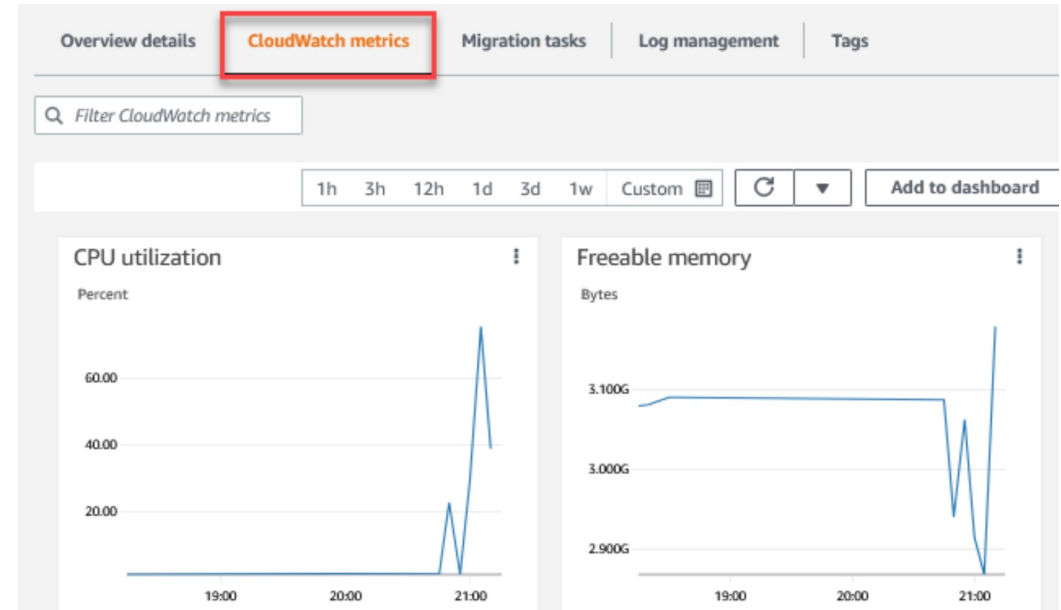 Overview details CloudWatch metrics Migration tasks Log management Tags
Filter CloudWatch metrics
1h 3h 12h 1d 3d 1w Custom Add to dashboard
CPU utilization
Percent
60.00
40.00
20.00
19:00 20:00 21:00
Freeable memory
Bytes
3.100G
3.000G
2.900G
19:00 20:00 21:00